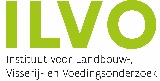 ILVO
Instituut voor Landbouw-,
Visserij- en Voedingsonderzoek